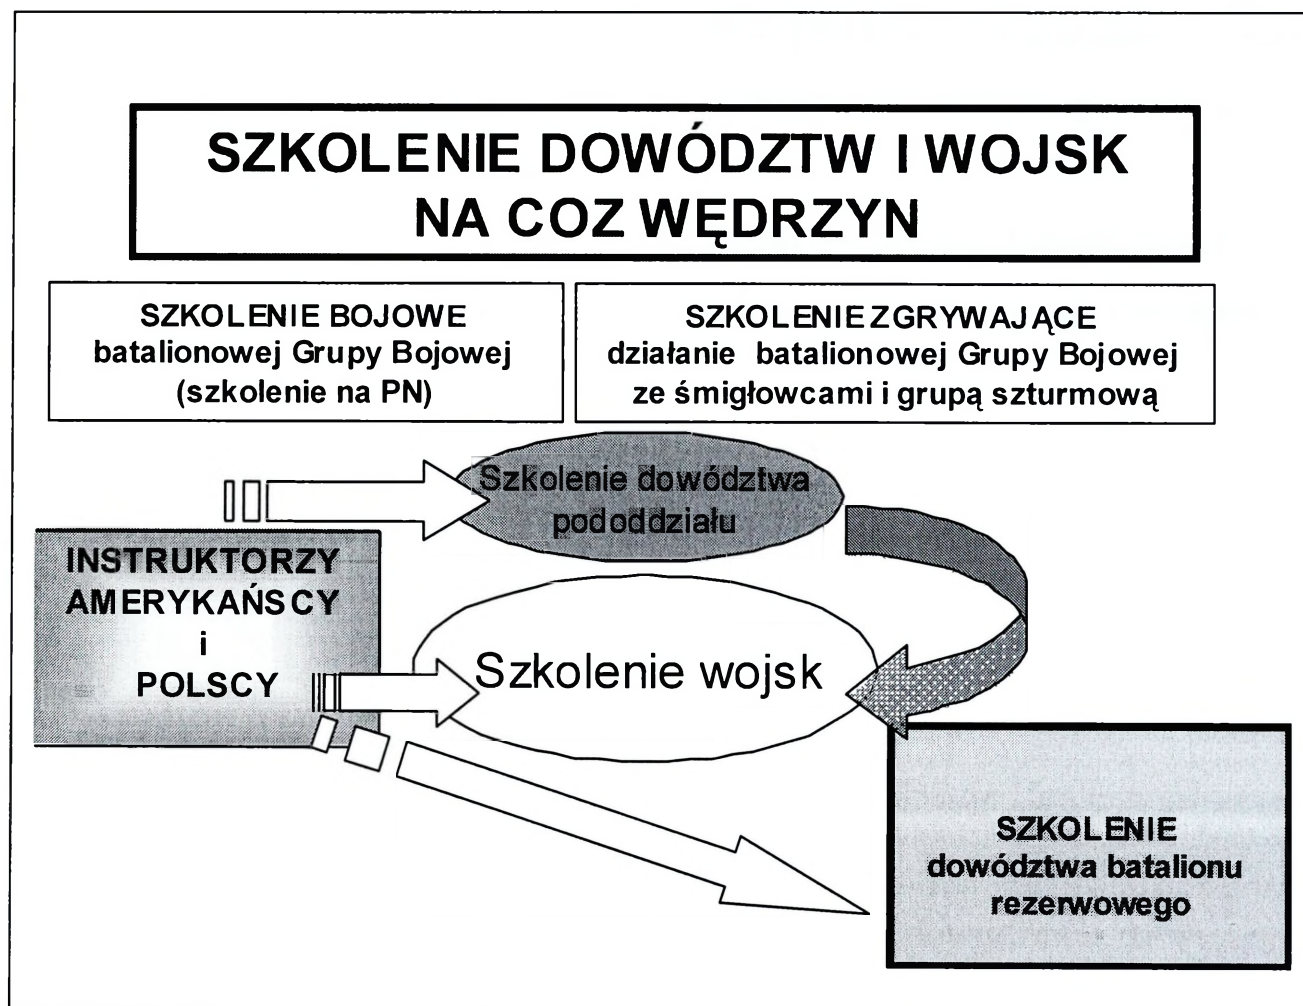 SZKOLENIE DOWÓDZTW I WOJSK
NA COZ WĘDRZYN
SZKOLENIE BOJOWE
batalionowej Grupy Bojowej
(szkolenie na PN)
SZKOLENIE ZGRYWAJĄCE
działanie batalionowej Grupy Bojowej
ze śmigłowcami i grupą szturmową
Szkolenie dowództwa
pododdziału
INSTRUKTORZY
AMERYKAŃSCY
i
POLSCY
Szkolenie wojsk
SZKOLENIE
dowództwa batalionu
rezerwowego